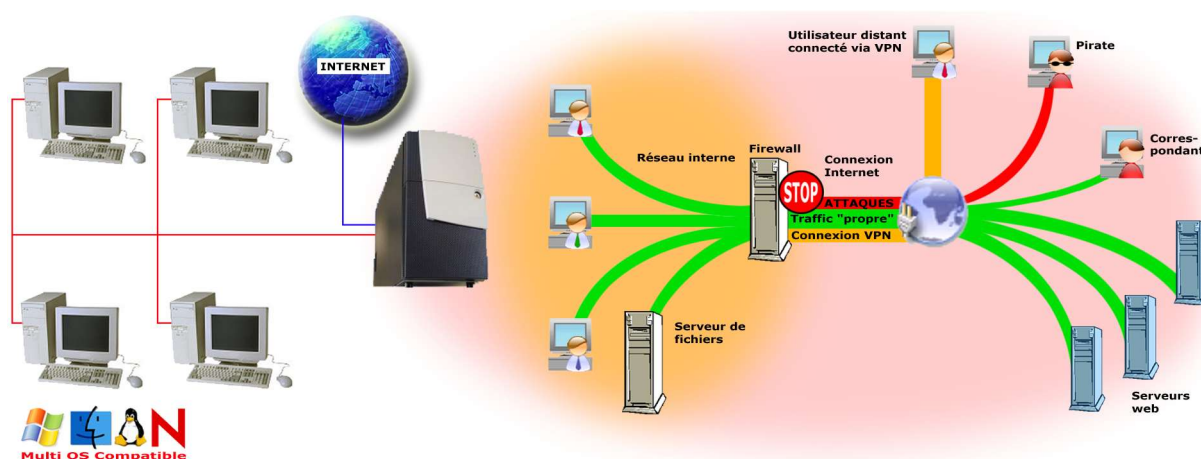 INTERNET
Multi OS Compatible
Utilisateur distant
connecté via VPN
Pirate
Corres-
pondant
Réseau interne
Firewall
Connexion
Internet
STOP
ATTAQUES
Traffic "propre"
Connexion VPN
Serveur de
fichiers
Serveurs
web